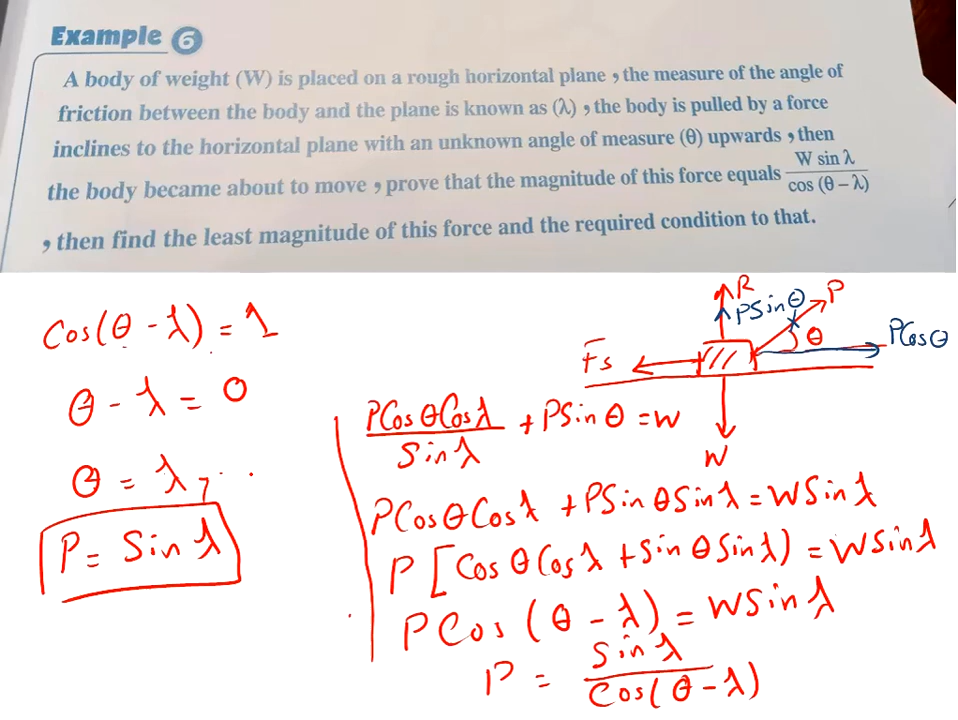 Example 6
A body of weight (W) is placed on a rough horizontal plane , the measure of the angle of
friction between the body and the plane is known as (λ) , the body is pulled by a force
inclines to the horizontal plane with an unknown angle of measure (θ) upwards , then
the body became about to move , prove that the magnitude of this force equals W sin λ / cos (θ – λ)
, then find the least magnitude of this force and the required condition to that.
R
PSinθ
P
θ
PCosθ
Fs
W
Cos(θ - λ) = 1
θ - λ = 0
θ = λ
P = Sin λ
PCosθCosλ / Sinλ + PSinθ = W
PCosθCosλ + PSinθSinλ = WSinλ
P [Cosθ Cosλ + Sinθ Sinλ) = WSinλ
PCos(θ - λ) = WSinλ
P = Sinλ / Cos(θ - λ)